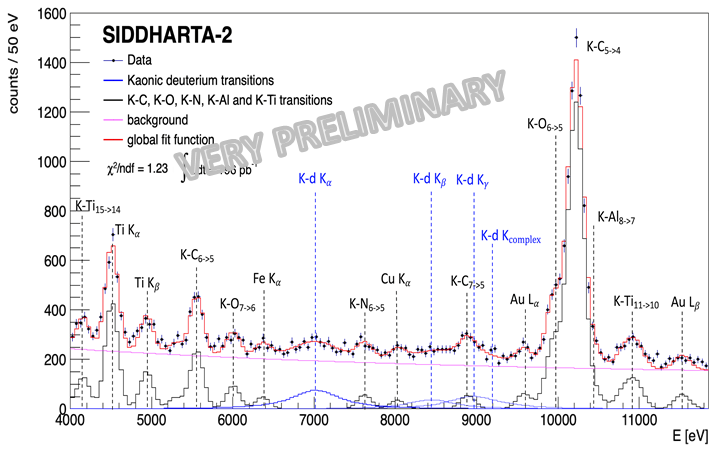 SIDDHARTA-2
Data
Kaonic deuterium transitions
K-C, K-O, K-N, K-Al and K-Ti transitions
background
global fit function
χ²/ndf = 1.23
pb⁻¹
VERY PRELIMINARY
counts / 50 eV
1600
1400
1200
1000
800
600
400
200
0
K-Ti15->14
Ti Kα
Ti Kβ
K-C6->5
K-O7->6
Fe Kα
K-d Kα
K-N6->5
Cu Kα
K-d Kβ
K-d Kγ
K-d Kcomplex
K-C7->5
Au Lα
K-O6->5
K-C5->4
K-Al8->7
K-Ti11->10
Au Lβ
4000 5000 6000 7000 8000 9000 10000 11000
E [eV]